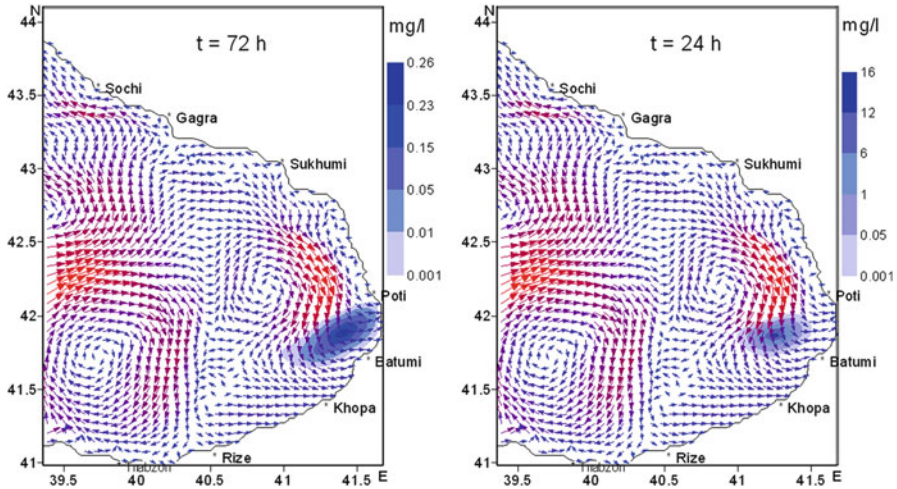 N
44
43.5
43
42.5
42
41.5
41
39.5
40
40.5
41
41.5
E
t = 72 h
Sochi
Gagra
Sukhumi
Poti
Batumi
Khopa
Rize
mg/l
0.26
0.23
0.15
0.05
0.01
0.001
N
44
43.5
43
42.5
42
41.5
41
39.5
40
40.5
41
41.5
E
t = 24 h
Sochi
Gagra
Sukhumi
Poti
Batumi
Khopa
Rize
mg/l
16
12
6
1
0.05
0.001